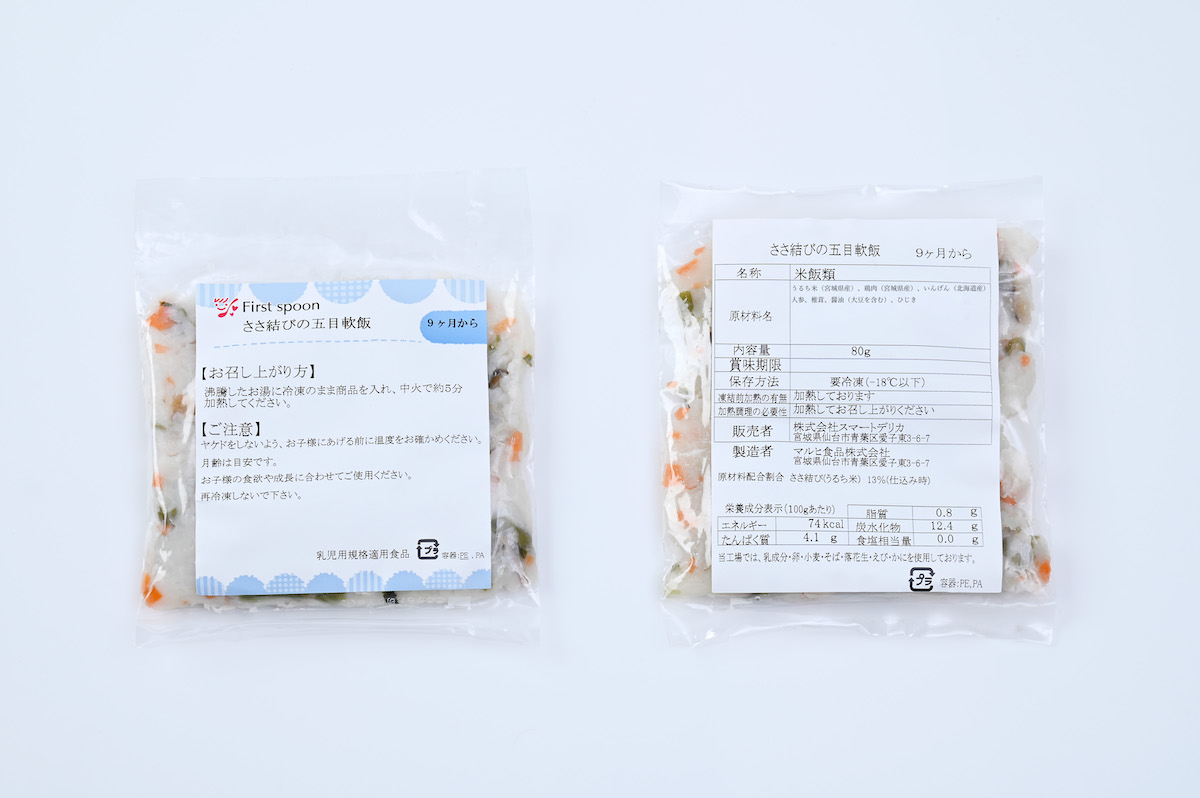 First spoon
ささ結びの五目軟飯
9ヶ月から
【お召し上がり方】
沸騰したお湯に冷凍のまま商品を入れ、中火で約5分
加熱してください。
【ご注意】
ヤケドをしないよう、お子様にあげる前に温度をお確かめください。
月齢は目安です。
お子様の食欲や成長に合わせてご使用ください。
再冷凍しないで下さい。
乳児用規格適用食品 プラ 容器:PE、PA
ささ結びの五目軟飯 9ヶ月から
名称 米飯類
原材料名 うるち米（宮城県産）、鶏肉（宮城県産）、いんげん（北海道産）
人参、椎茸、醤油（大豆を含む）、ひじき
内容量 80g
賞味期限
保存方法 要冷凍(-18℃以下)
凍結前加熱の有無 加熱しております
加熱調理の必要性 加熱してお召し上がりください
販売者 株式会社スマートデリカ
宮城県仙台市青葉区愛子東3-6-7
製造者 マルヒ食品株式会社
宮城県仙台市青葉区愛子東3-6-7
原材料配合割合 ささ結び(うるち米) 13%(仕込み時)
栄養成分表示(100gあたり) 脂質 0.8 g
エネルギー 74kcal 炭水化物 12.4 g
たんぱく質 4.1 g 食塩相当量 0.0 g
当工場では、乳成分・卵・小麦・そば・落花生・えび・かにを使用しております。
プラ 容器:PE、PA